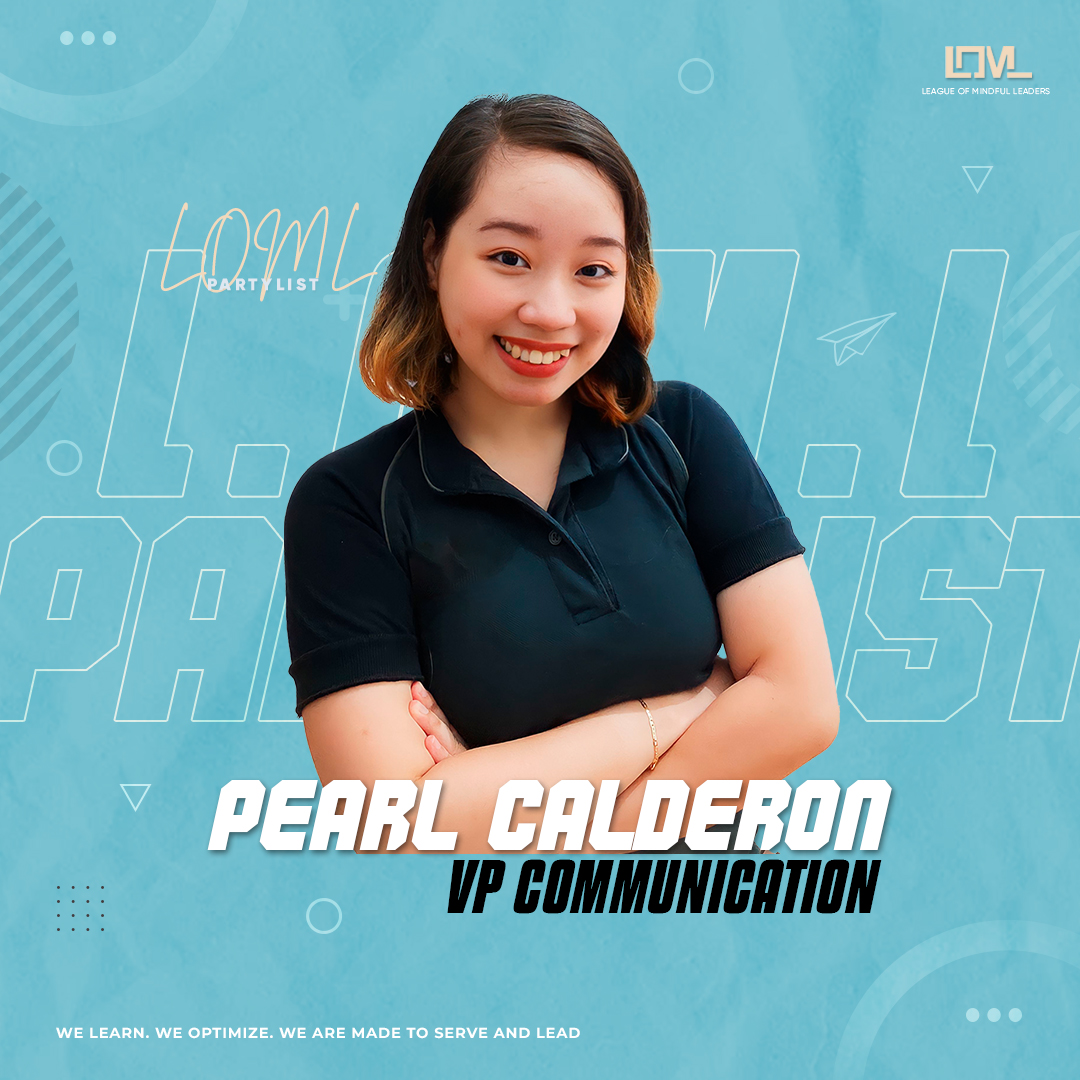 LOML
LEAGUE OF MINDFUL LEADERS
LOML
PARTYLIST
PEARL CALDERON
VP COMMUNICATION
WE LEARN. WE OPTIMIZE. WE ARE MADE TO SERVE AND LEAD